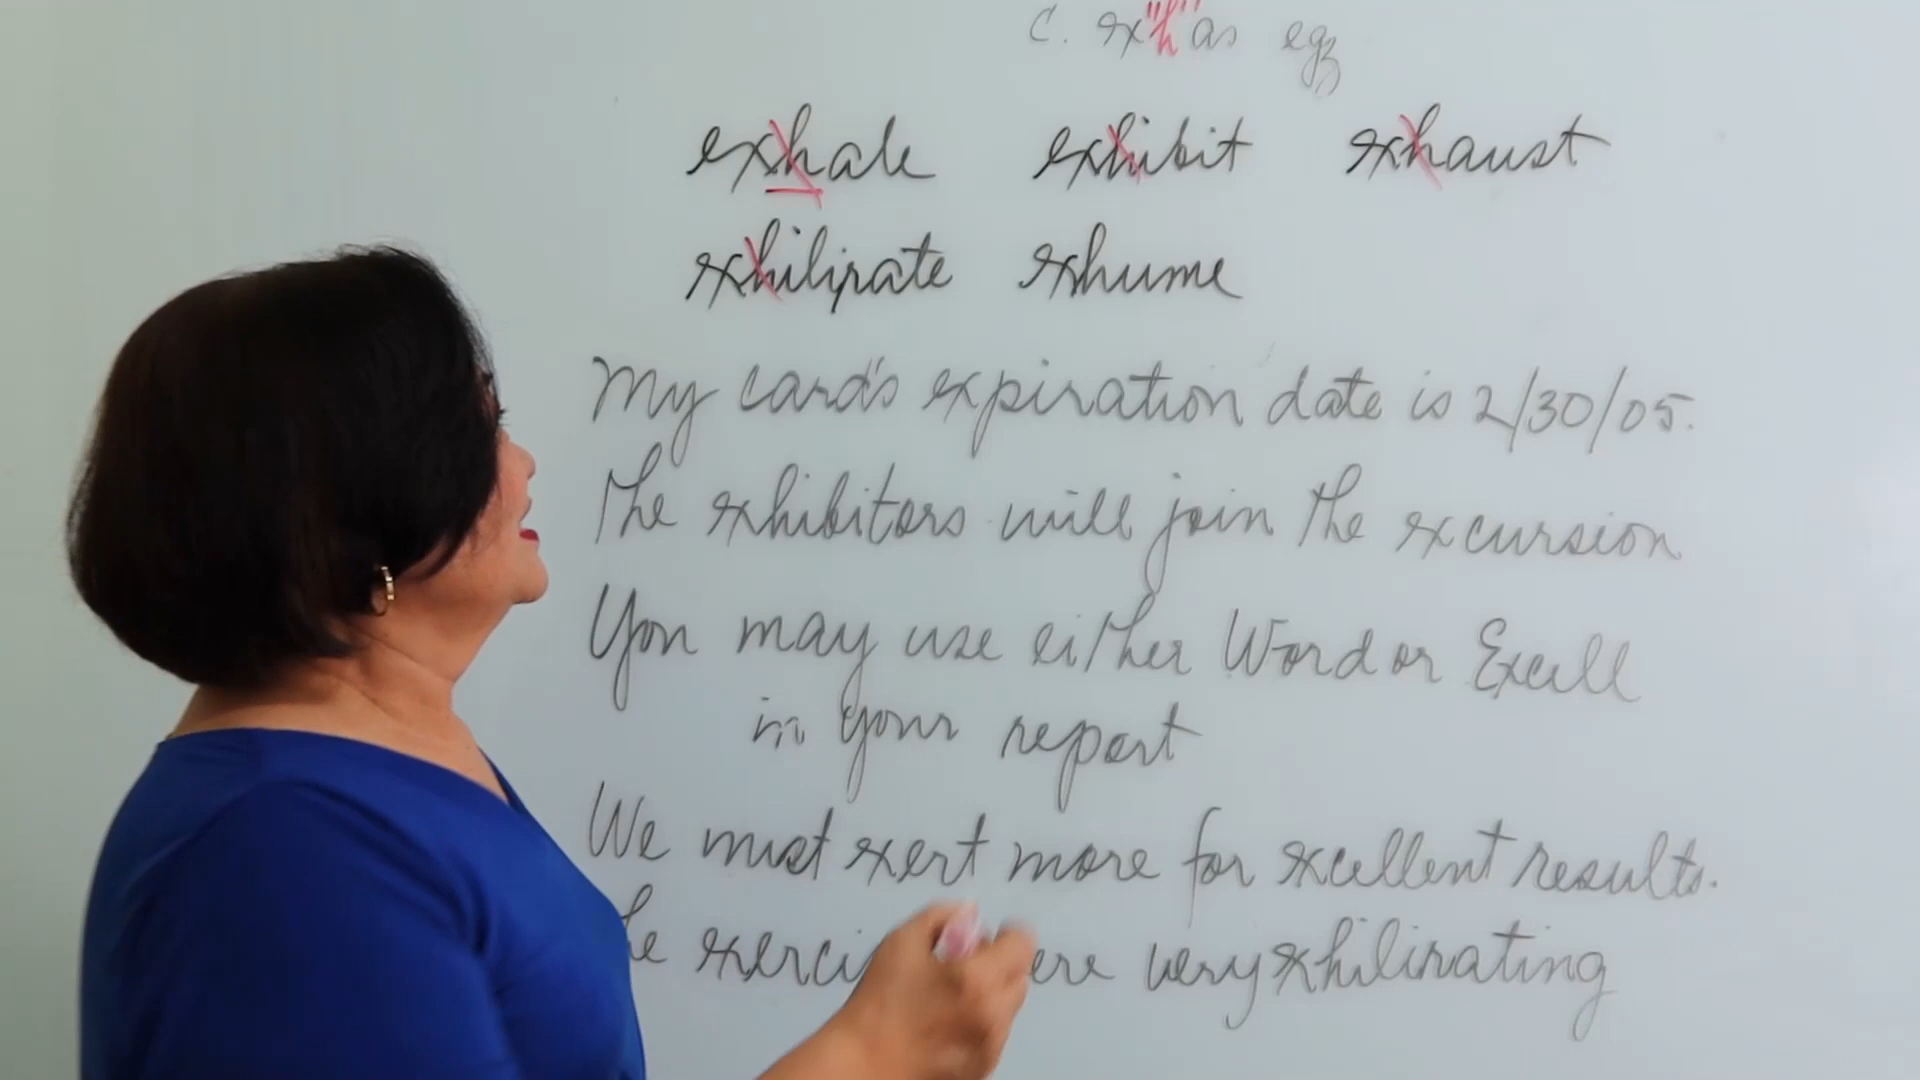 C. ex"h" as egz
exhale exhibit exhaust
exhilirate exhume
My card's expiration date is 2/30/05.
The exhibitors will join the excursion
You may use either Word or Excell
in your report
We must exert more for excellent results.
very exhilirating